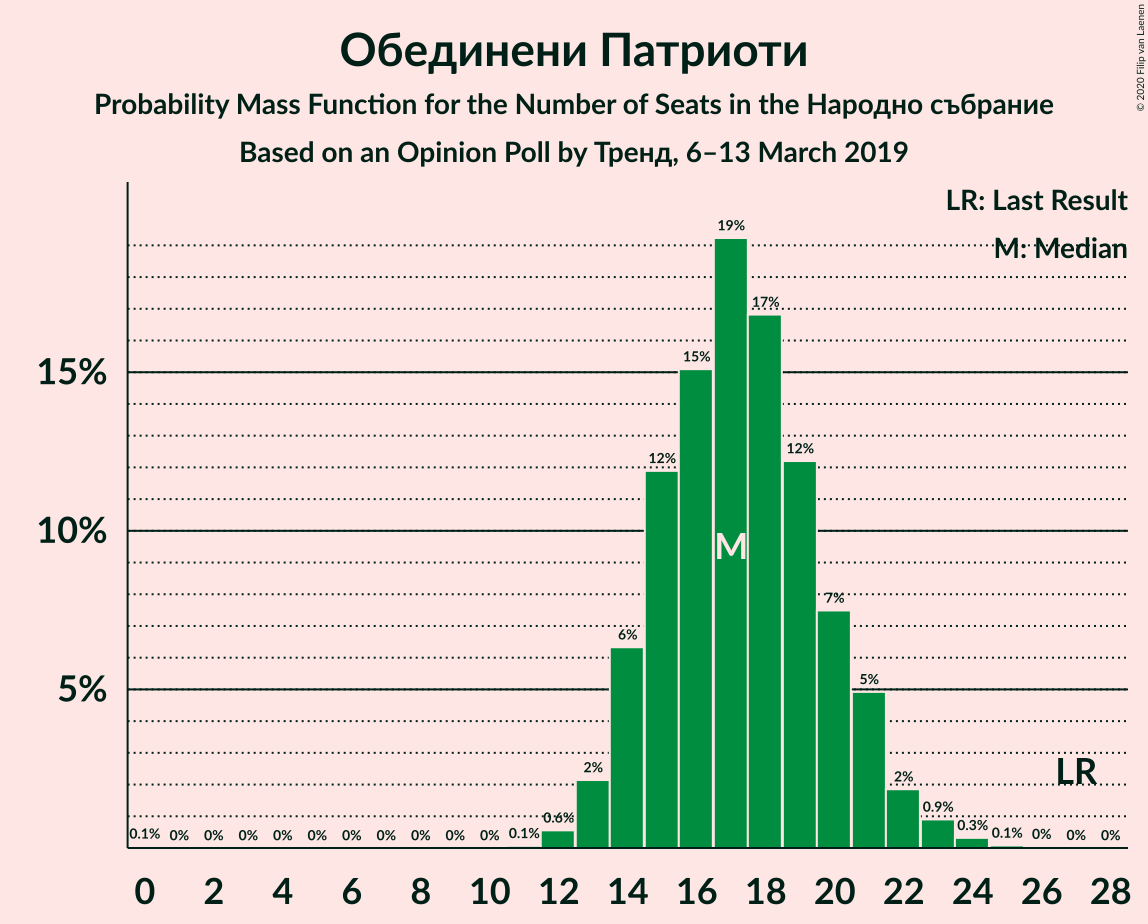 Обединени Патриоти
Probability Mass Function for the Number of Seats in the Народно събрание
Based on an Opinion Poll by Тренд, 6–13 March 2019
© 2020 Filip van Laenen
LR: Last Result
M: Median
15%
10%
5%
0.1% 0% 0% 0% 0% 0% 0% 0% 0% 0% 0% 0.1% 0.6% 2% 6% 12% 15% 19% 17% 12% 7% 5% 2% 0.9% 0.3% 0.1% 0% 0% 0%
M
LR
0 2 4 6 8 10 12 14 16 18 20 22 24 26 28